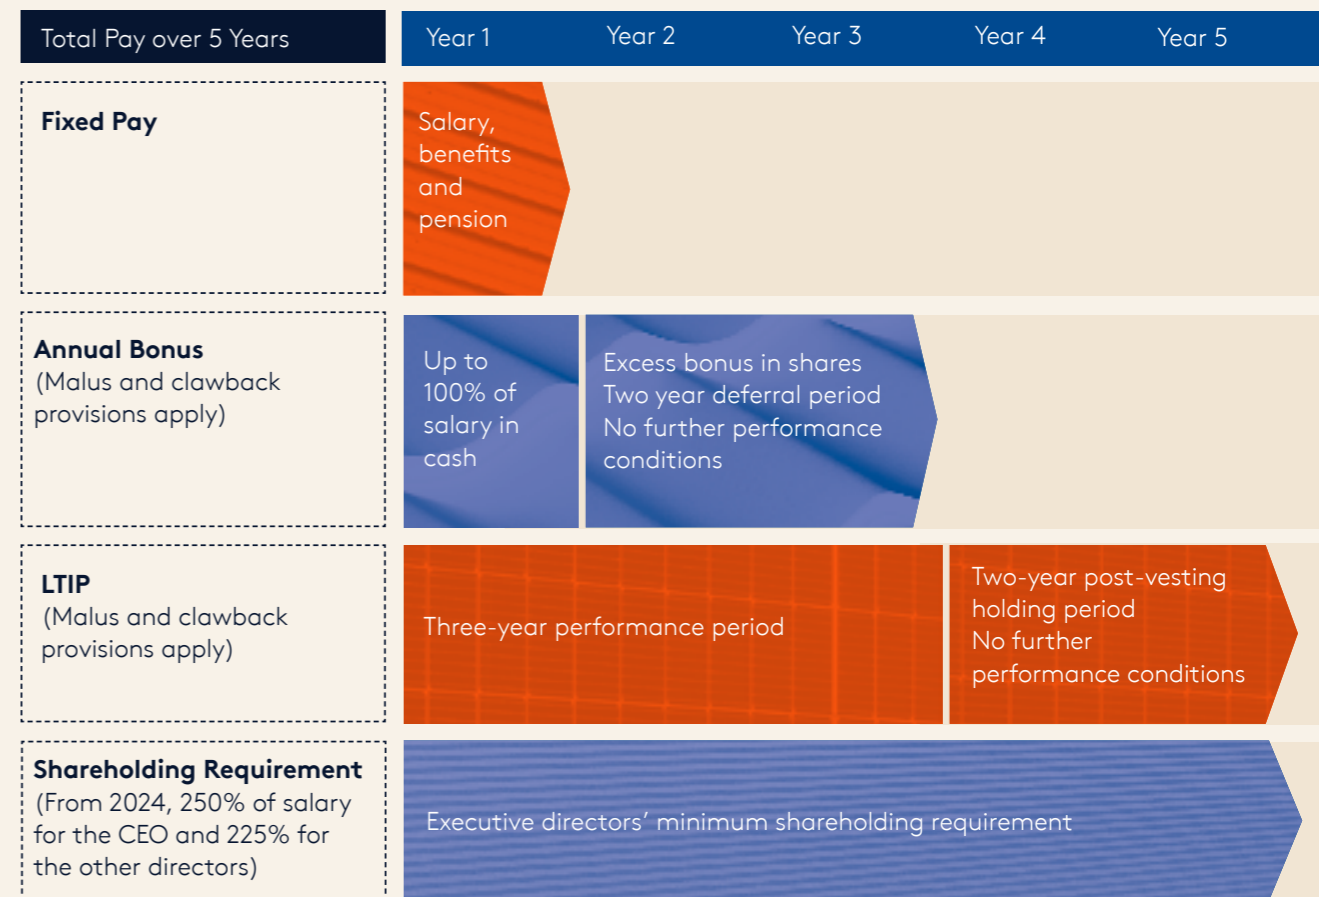 Total Pay over 5 Years
Year 1
Year 2
Year 3
Year 4
Year 5
Fixed Pay
Salary,
benefits
and
pension
Annual Bonus
(Malus and clawback
provisions apply)
Up to
100% of
salary in
cash
Excess bonus in shares
Two year deferral period
No further performance
conditions
LTIP
(Malus and clawback
provisions apply)
Three-year performance period
Two-year post-vesting
holding period
No further
performance conditions
Shareholding Requirement
(From 2024, 250% of salary
for the CEO and 225% for
the other directors)
Executive directors’ minimum shareholding requirement